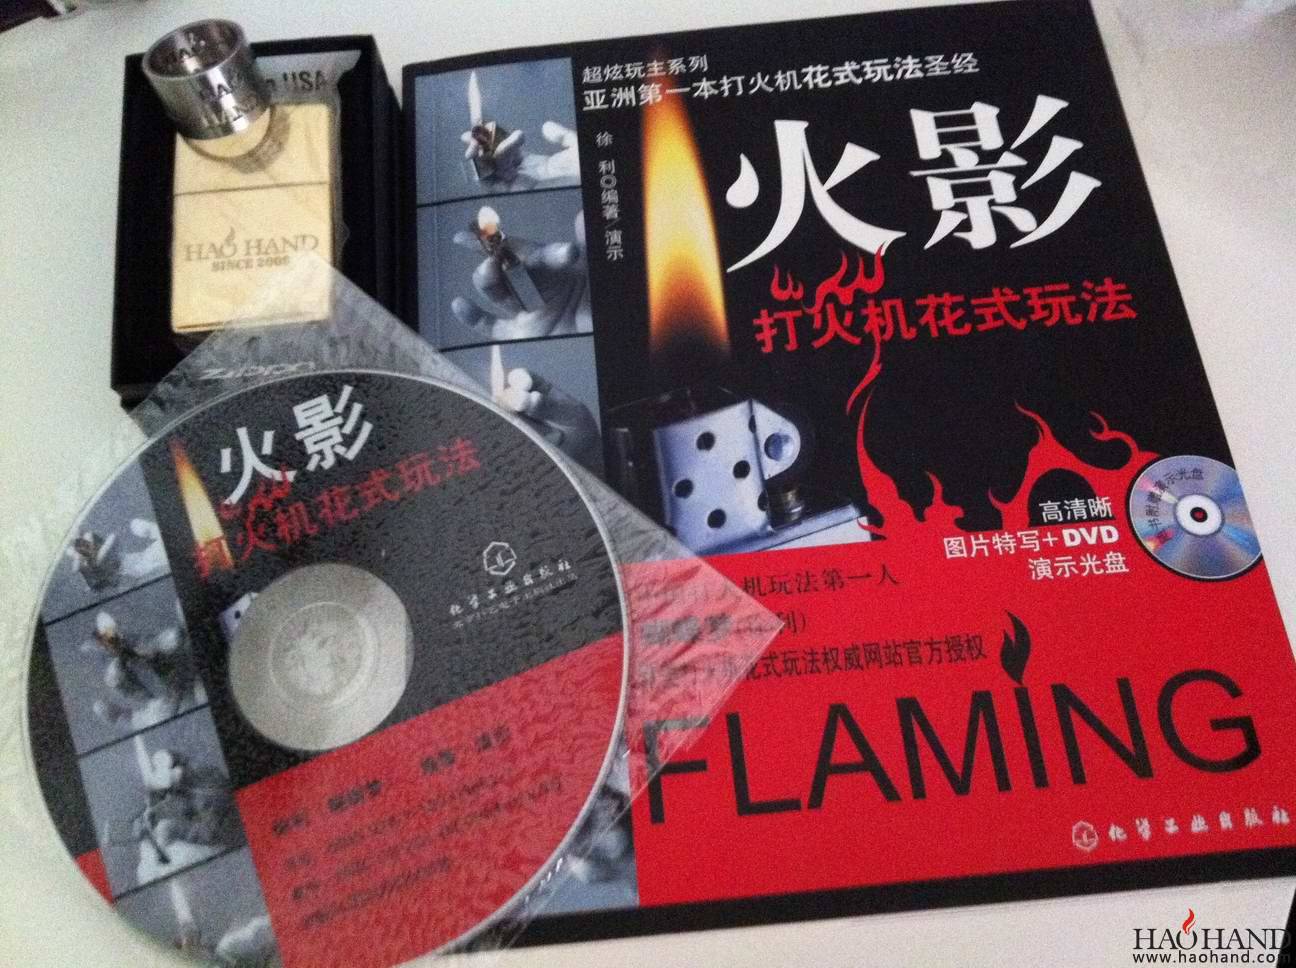 USA
HAO HAND
SINCE 2006
超炫玩主系列
亚洲第一本打火机花式玩法圣经
徐利◎编著/演示
火影
打火机花式玩法
高清晰
图片特写+DVD
演示光盘
机玩法第一人
利)
花式玩法权威网站官方授权
FLAMING
化学工业出版社
火影
打火机花式玩法
化学工业出版社
HAOHAND
www.haohand.com